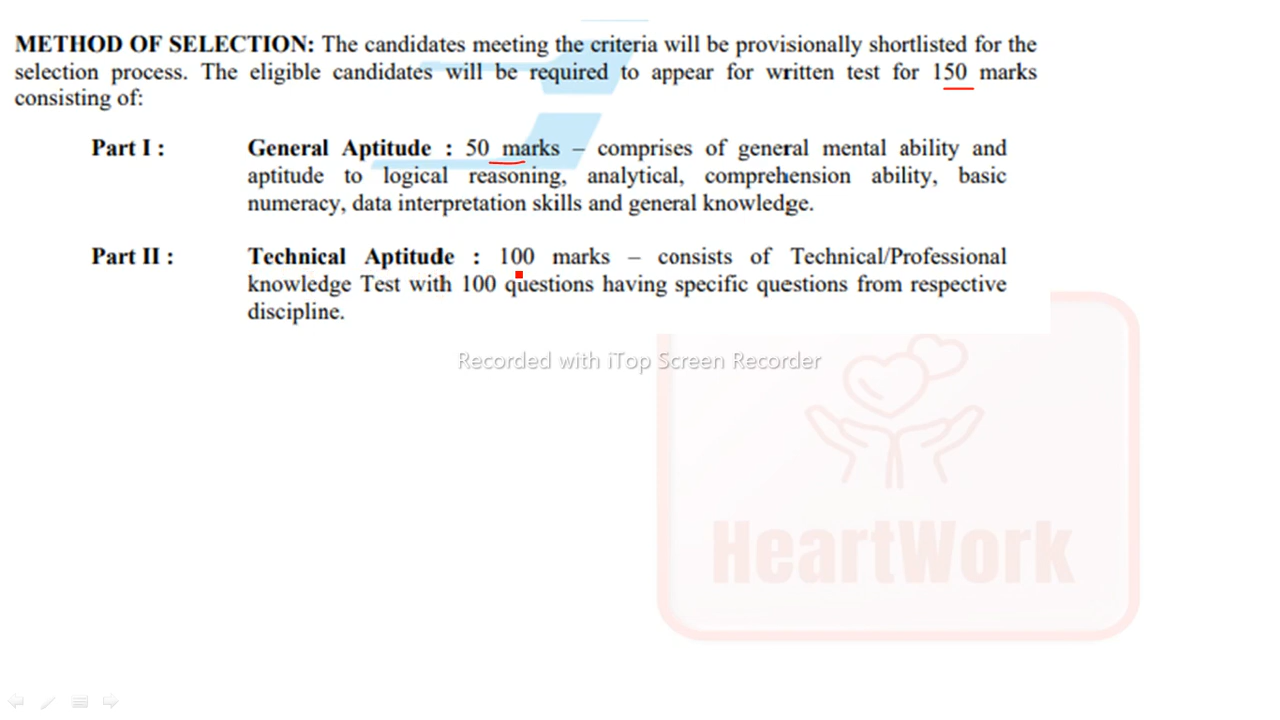 METHOD OF SELECTION: The candidates meeting the criteria will be provisionally shortlisted for the
selection process. The eligible candidates will be required to appear for written test for 150 marks
consisting of:
Part I : General Aptitude : 50 marks – comprises of general mental ability and
aptitude to logical reasoning, analytical, comprehension ability, basic
numeracy, data interpretation skills and general knowledge.
Part II : Technical Aptitude : 100 marks – consists of Technical/Professional
knowledge Test with 100 questions having specific questions from respective
discipline.
Recorded with iTop Screen Recorder
HeartWork